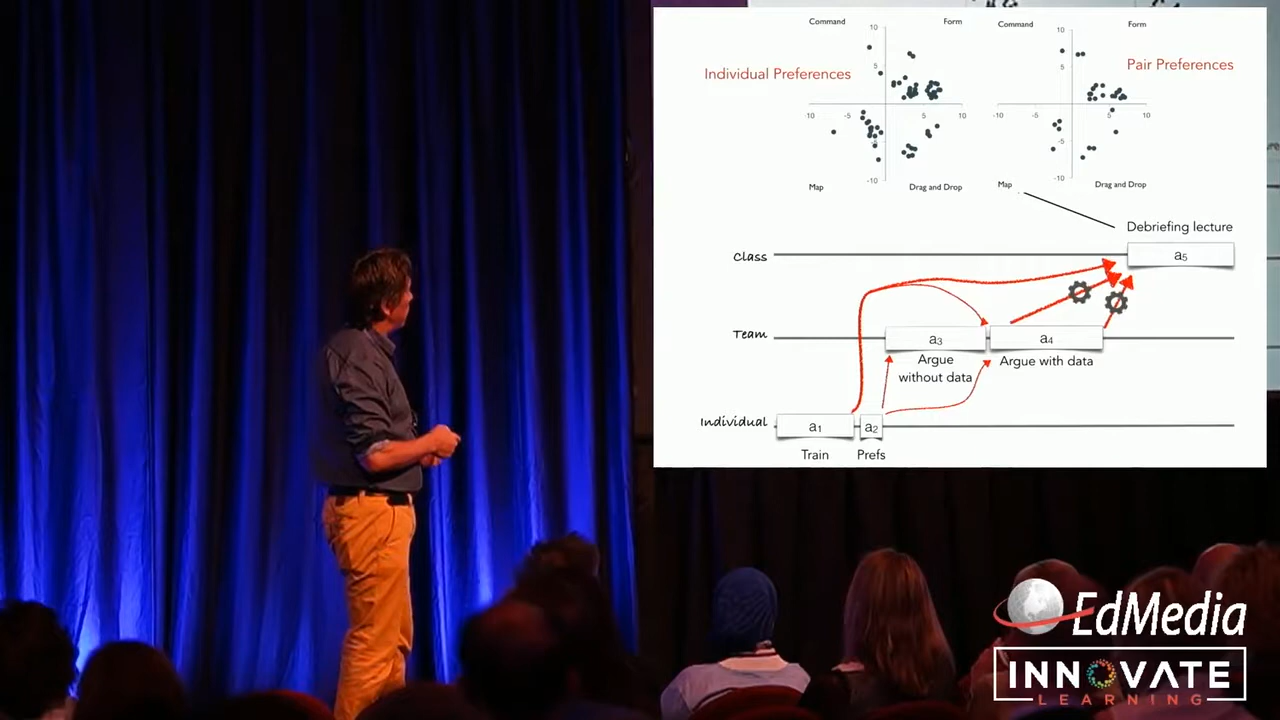 Command
Form
Command
Form
10
10
Individual Preferences
Pair Preferences
5
5
-10
-5
5
10
-10
-5
5
10
-5
-5
-10
-10
Map
Drag and Drop
Map
Drag and Drop
Debriefing lecture
Class
a5
Team
a3
a4
Argue
without data
Argue with data
Individual
a1
a2
Train
Prefs
EdMedia
INNOVATE
LEARNING